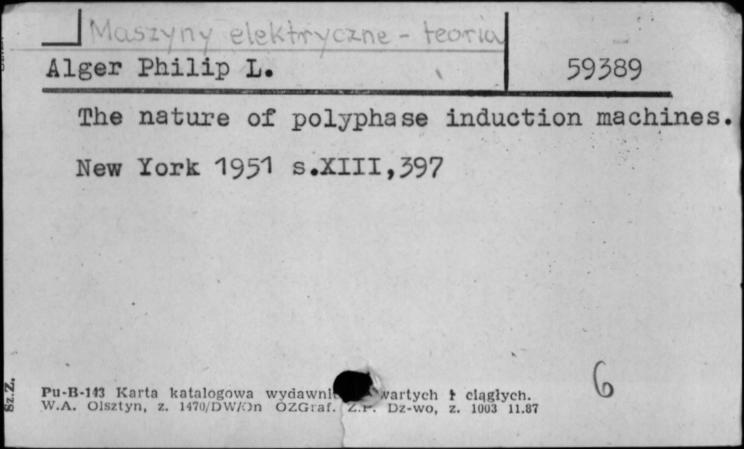 Maszyny elektryczne - teoria
Alger Philip L. 59389
The nature of polyphase induction machines.
New York 1951 s.XIII,397
6
Pu-B-143 Karta katalogowa wartych i ciągłych.
W.A. Olsztyn, z. 1470/DW/On OZGraf. Z.P. Dz-wo, z. 1003 11.87
Sz.Z.